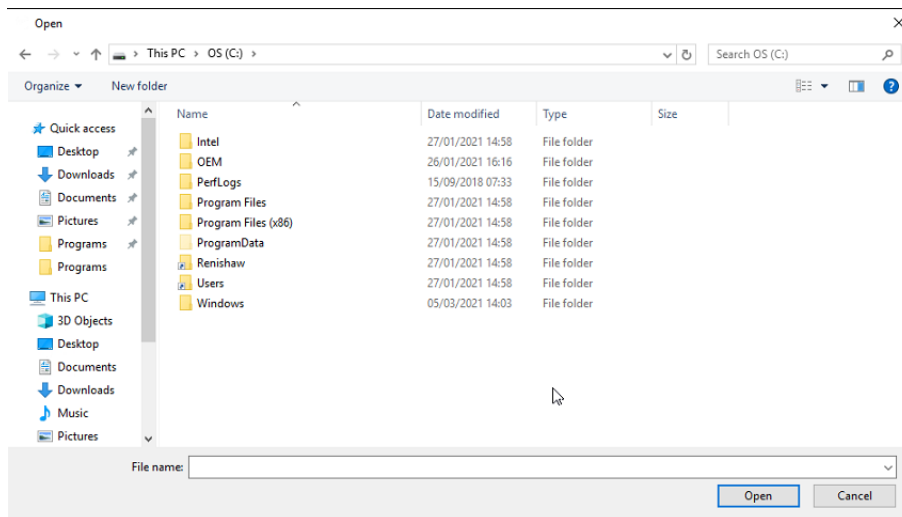 Open
This PC > OS (C:) >
Search OS (C:)
Organize
New folder
Quick access
Desktop
Downloads
Documents
Pictures
Programs
Programs
This PC
3D Objects
Desktop
Documents
Downloads
Music
Pictures
Name Date modified Type Size
Intel 27/01/2021 14:58 File folder
OEM 26/01/2021 16:16 File folder
PerfLogs 15/09/2018 07:33 File folder
Program Files 27/01/2021 14:58 File folder
Program Files (x86) 27/01/2021 14:58 File folder
ProgramData 27/01/2021 14:58 File folder
Renishaw 27/01/2021 14:58 File folder
Users 27/01/2021 14:58 File folder
Windows 05/03/2021 14:03 File folder
File name:
Open Cancel